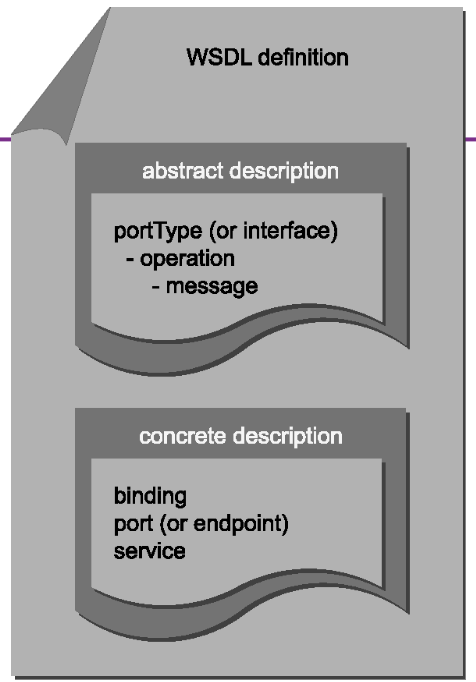 WSDL definition
abstract description
portType (or interface)
- operation
- message
concrete description
binding
port (or endpoint)
service